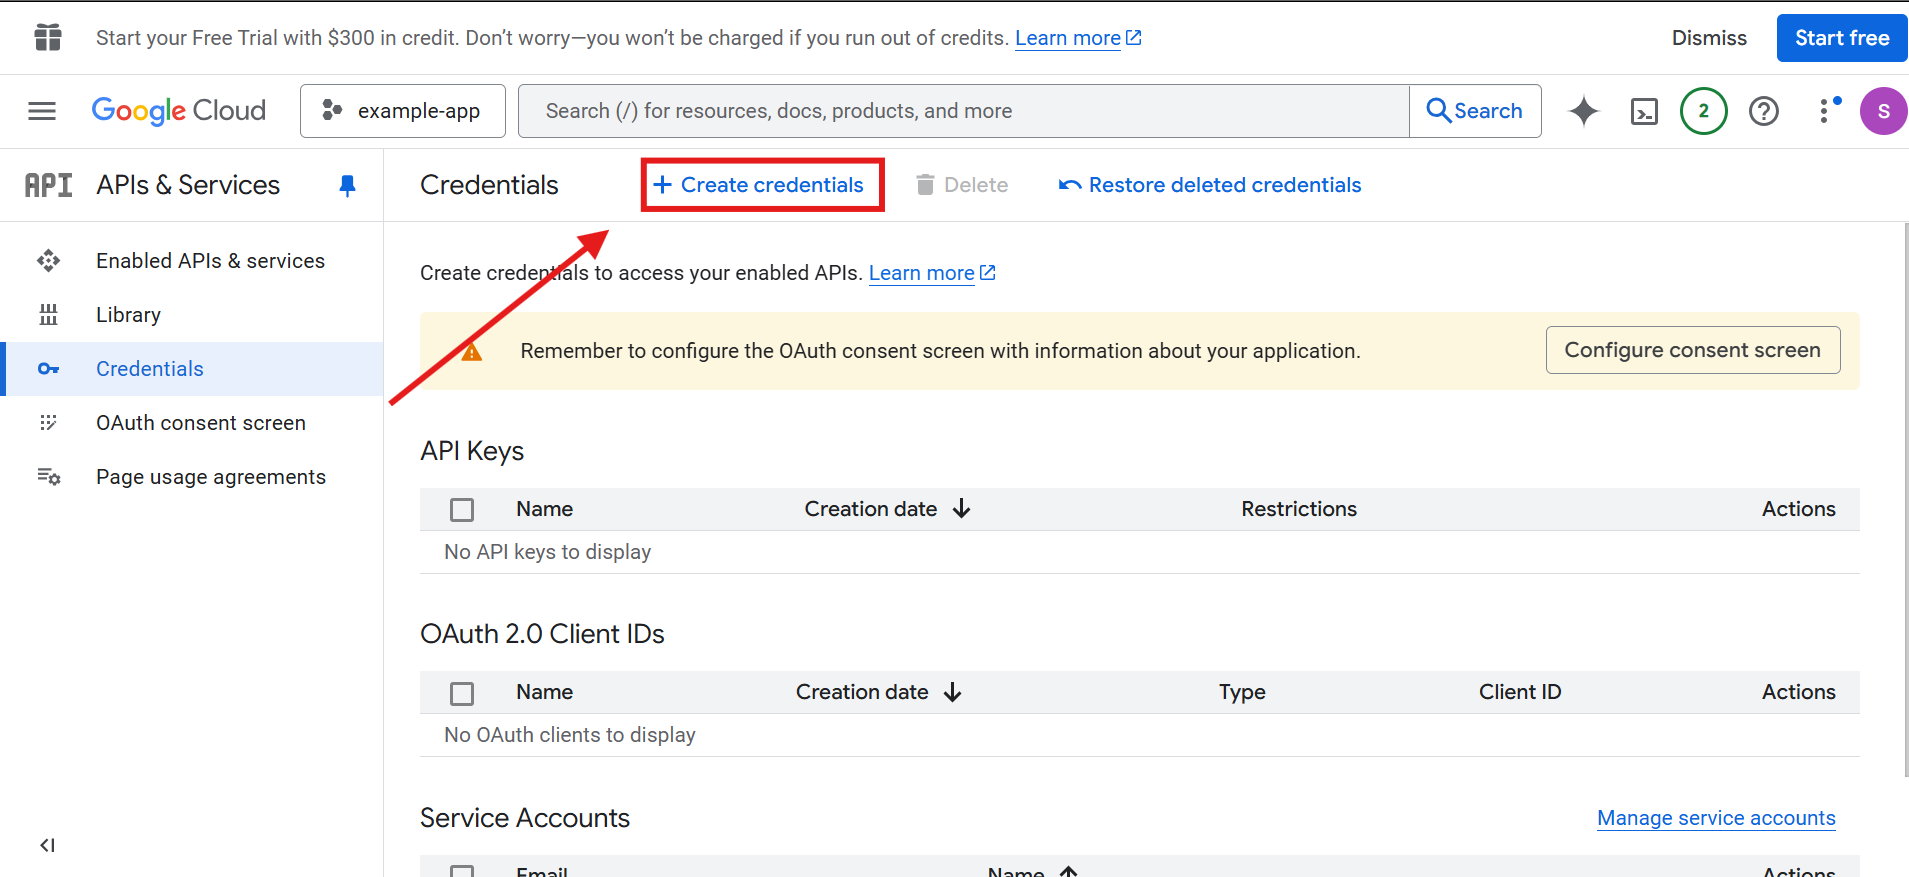 Start your Free Trial with $300 in credit. Don’t worry—you won’t be charged if you run out of credits. Learn more
Dismiss
Start free
Google Cloud
example-app
Search (/) for resources, docs, products, and more
Search
2
S
API
APIs & Services
Credentials
+ Create credentials
Delete
Restore deleted credentials
Enabled APIs & services
Library
Credentials
OAuth consent screen
Page usage agreements
Create credentials to access your enabled APIs. Learn more
Remember to configure the OAuth consent screen with information about your application.
Configure consent screen
API Keys
Name Creation date Restrictions Actions
No API keys to display
OAuth 2.0 Client IDs
Name Creation date Type Client ID Actions
No OAuth clients to display
Service Accounts
Manage service accounts
Email Name Actions